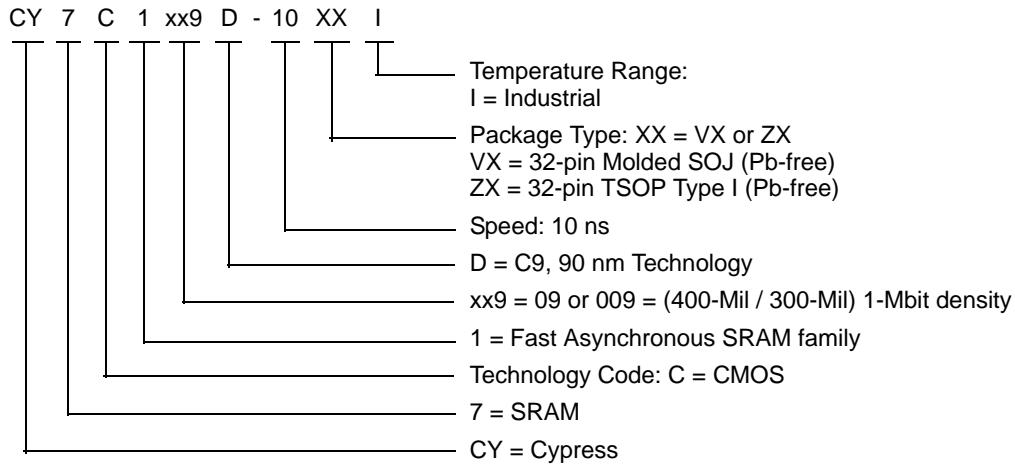 CY 7 C 1 xx9 D - 10 XX I
Temperature Range:
I = Industrial
Package Type: XX = VX or ZX
VX = 32-pin Molded SOJ (Pb-free)
ZX = 32-pin TSOP Type I (Pb-free)
Speed: 10 ns
D = C9, 90 nm Technology
xx9 = 09 or 009 = (400-Mil / 300-Mil) 1-Mbit density
1 = Fast Asynchronous SRAM family
Technology Code: C = CMOS
7 = SRAM
CY = Cypress